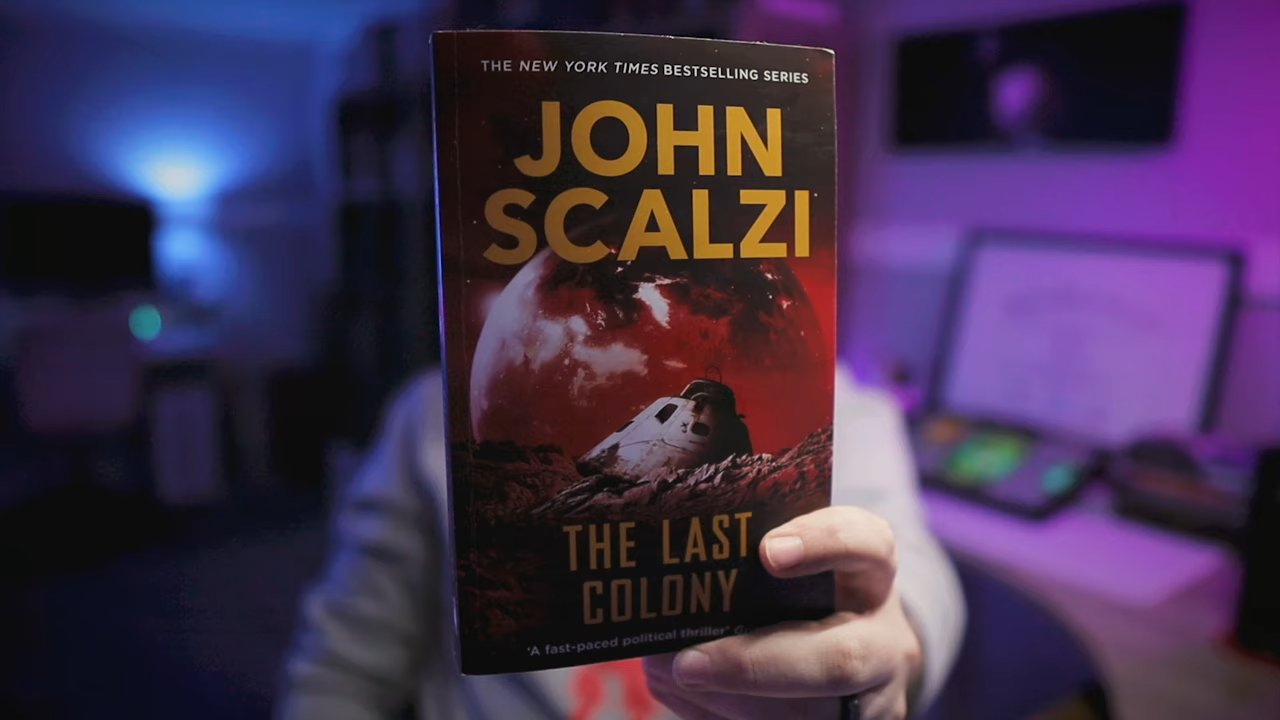 THE NEW YORK TIMES BESTSELLING SERIES
JOHN
SCALZI
THE LAST
COLONY
'A fast-paced political thriller'